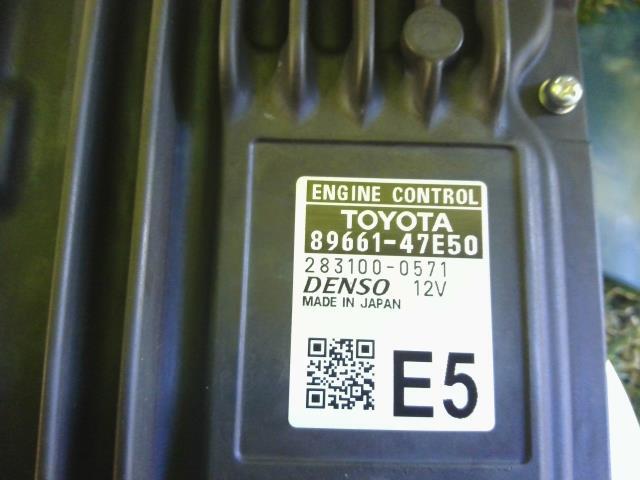 ENGINE CONTROL
TOYOTA
89661-47E50
283100-0571
DENSO 12V
MADE IN JAPAN
E5